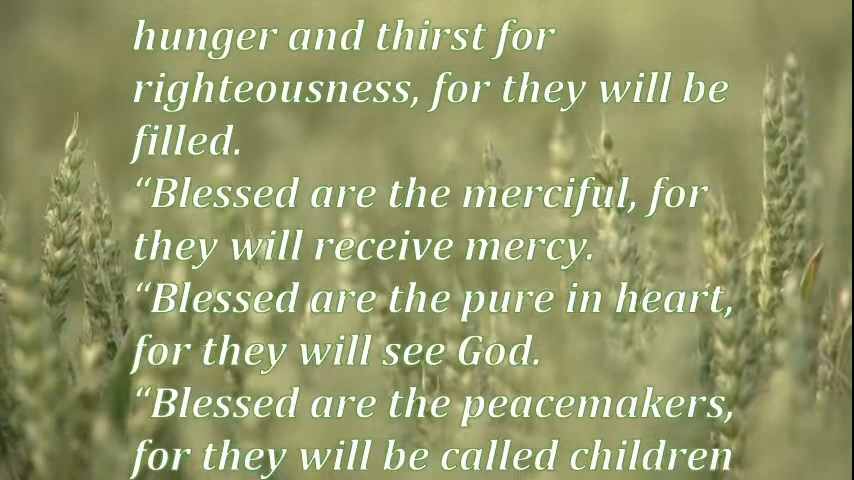 hunger and thirst for
righteousness, for they will be
filled.
“Blessed are the merciful, for
they will receive mercy.
“Blessed are the pure in heart,
for they will see God.
“Blessed are the peacemakers,
for they will be called children